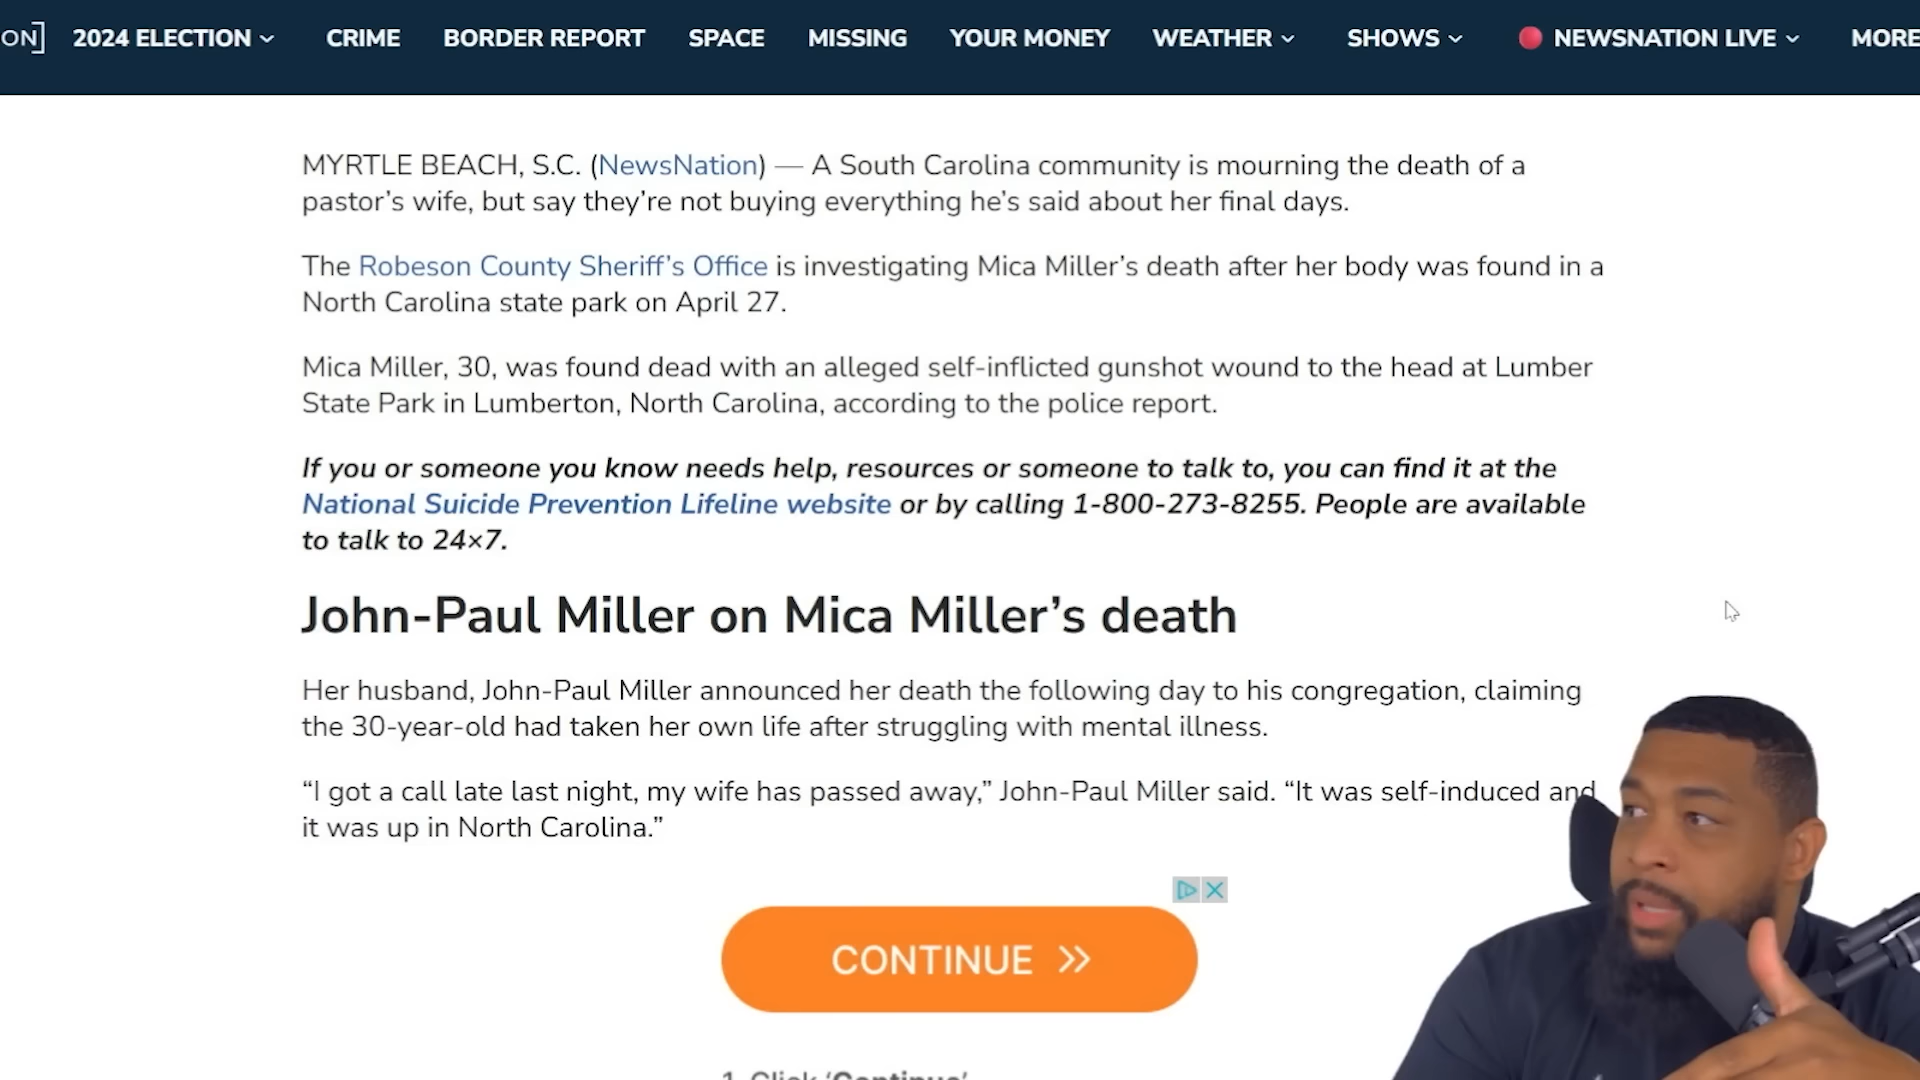 ON]
2024 ELECTION
CRIME
BORDER REPORT
SPACE
MISSING
YOUR MONEY
WEATHER
SHOWS
NEWSNATION LIVE
MORE
MYRTLE BEACH, S.C. (NewsNation) — A South Carolina community is mourning the death of a
pastor’s wife, but say they’re not buying everything he’s said about her final days.
The Robeson County Sheriff’s Office is investigating Mica Miller’s death after her body was found in a
North Carolina state park on April 27.
Mica Miller, 30, was found dead with an alleged self-inflicted gunshot wound to the head at Lumber
State Park in Lumberton, North Carolina, according to the police report.
If you or someone you know needs help, resources or someone to talk to, you can find it at the
National Suicide Prevention Lifeline website or by calling 1-800-273-8255. People are available
to talk to 24×7.
John-Paul Miller on Mica Miller’s death
Her husband, John-Paul Miller announced her death the following day to his congregation, claiming
the 30-year-old had taken her own life after struggling with mental illness.
“I got a call late last night, my wife has passed away,” John-Paul Miller said. “It was self-induced and
it was up in North Carolina.”
CONTINUE >>
1. Click ‘Continue’